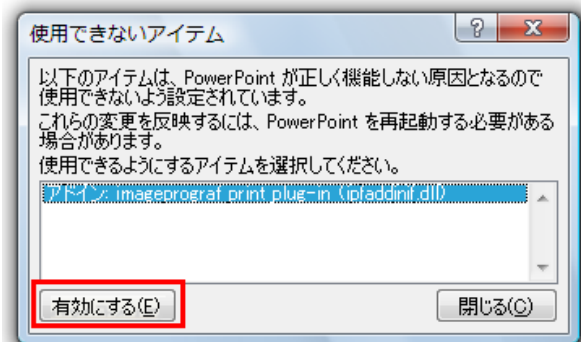 使用できないアイテム
以下のアイテムは、PowerPoint が正しく機能しない原因となるので
使用できないよう設定されています。
これらの変更を反映するには、PowerPoint を再起動する必要がある
場合があります。
使用できるようにするアイテムを選択してください。
アドイン: imageprograf print plug-in (ipfaddinif.dll)
有効にする(E)
閉じる(C)